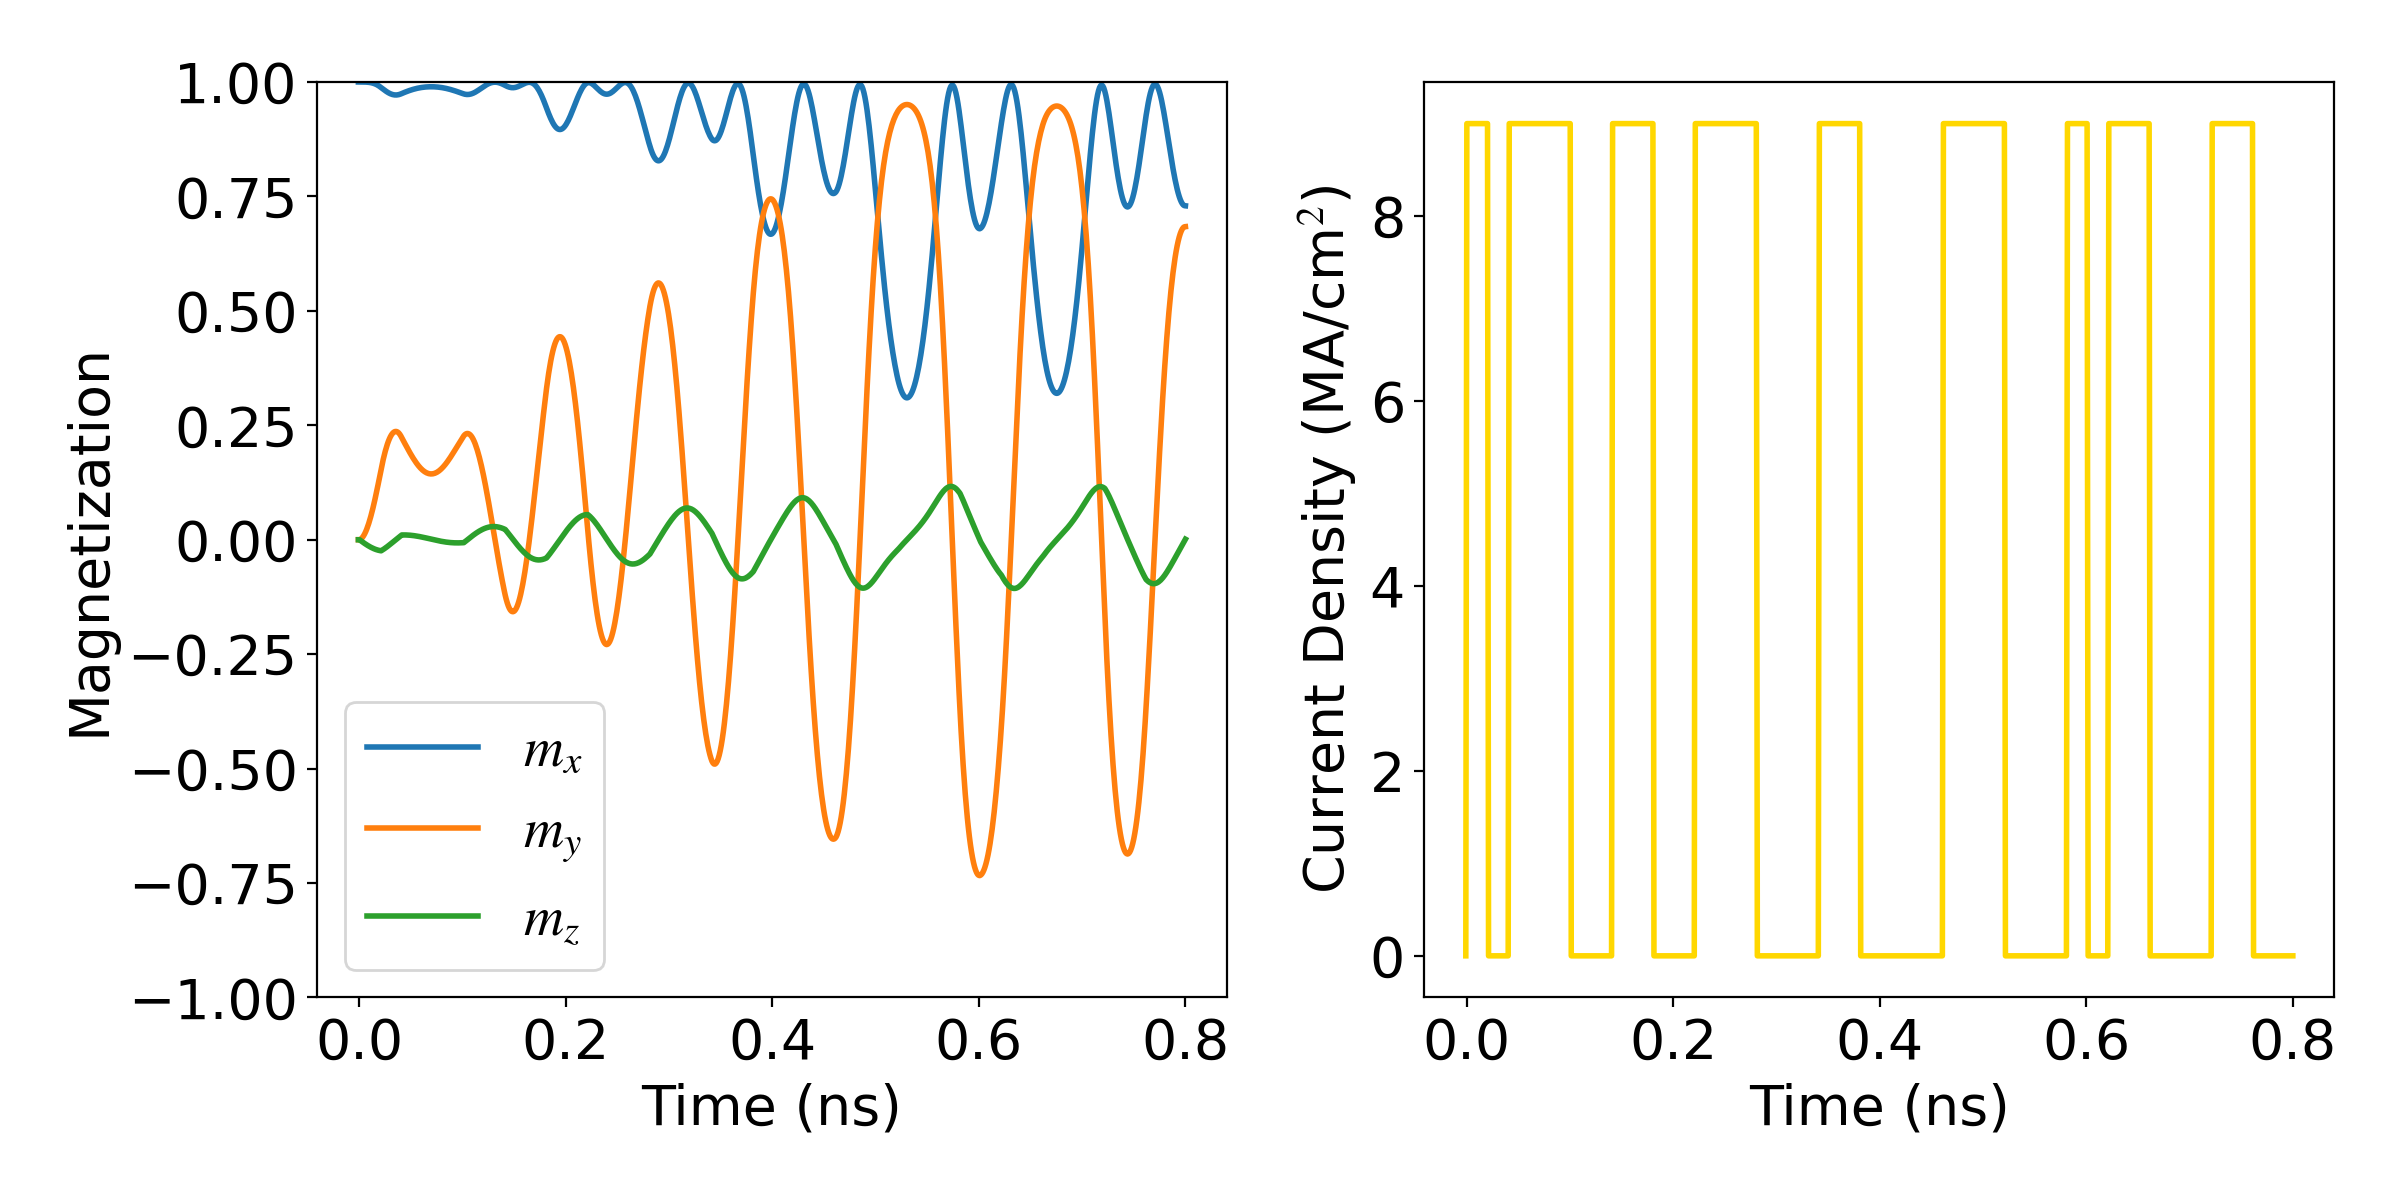 1.00
0.75
0.50
0.25
0.00
−0.25
−0.50
−0.75
−1.00
Magnetization
m_x
m_y
m_z
0.0 0.2 0.4 0.6 0.8
Time (ns)
8
6
4
2
0
Current Density (MA/cm²)
0.0 0.2 0.4 0.6 0.8
Time (ns)